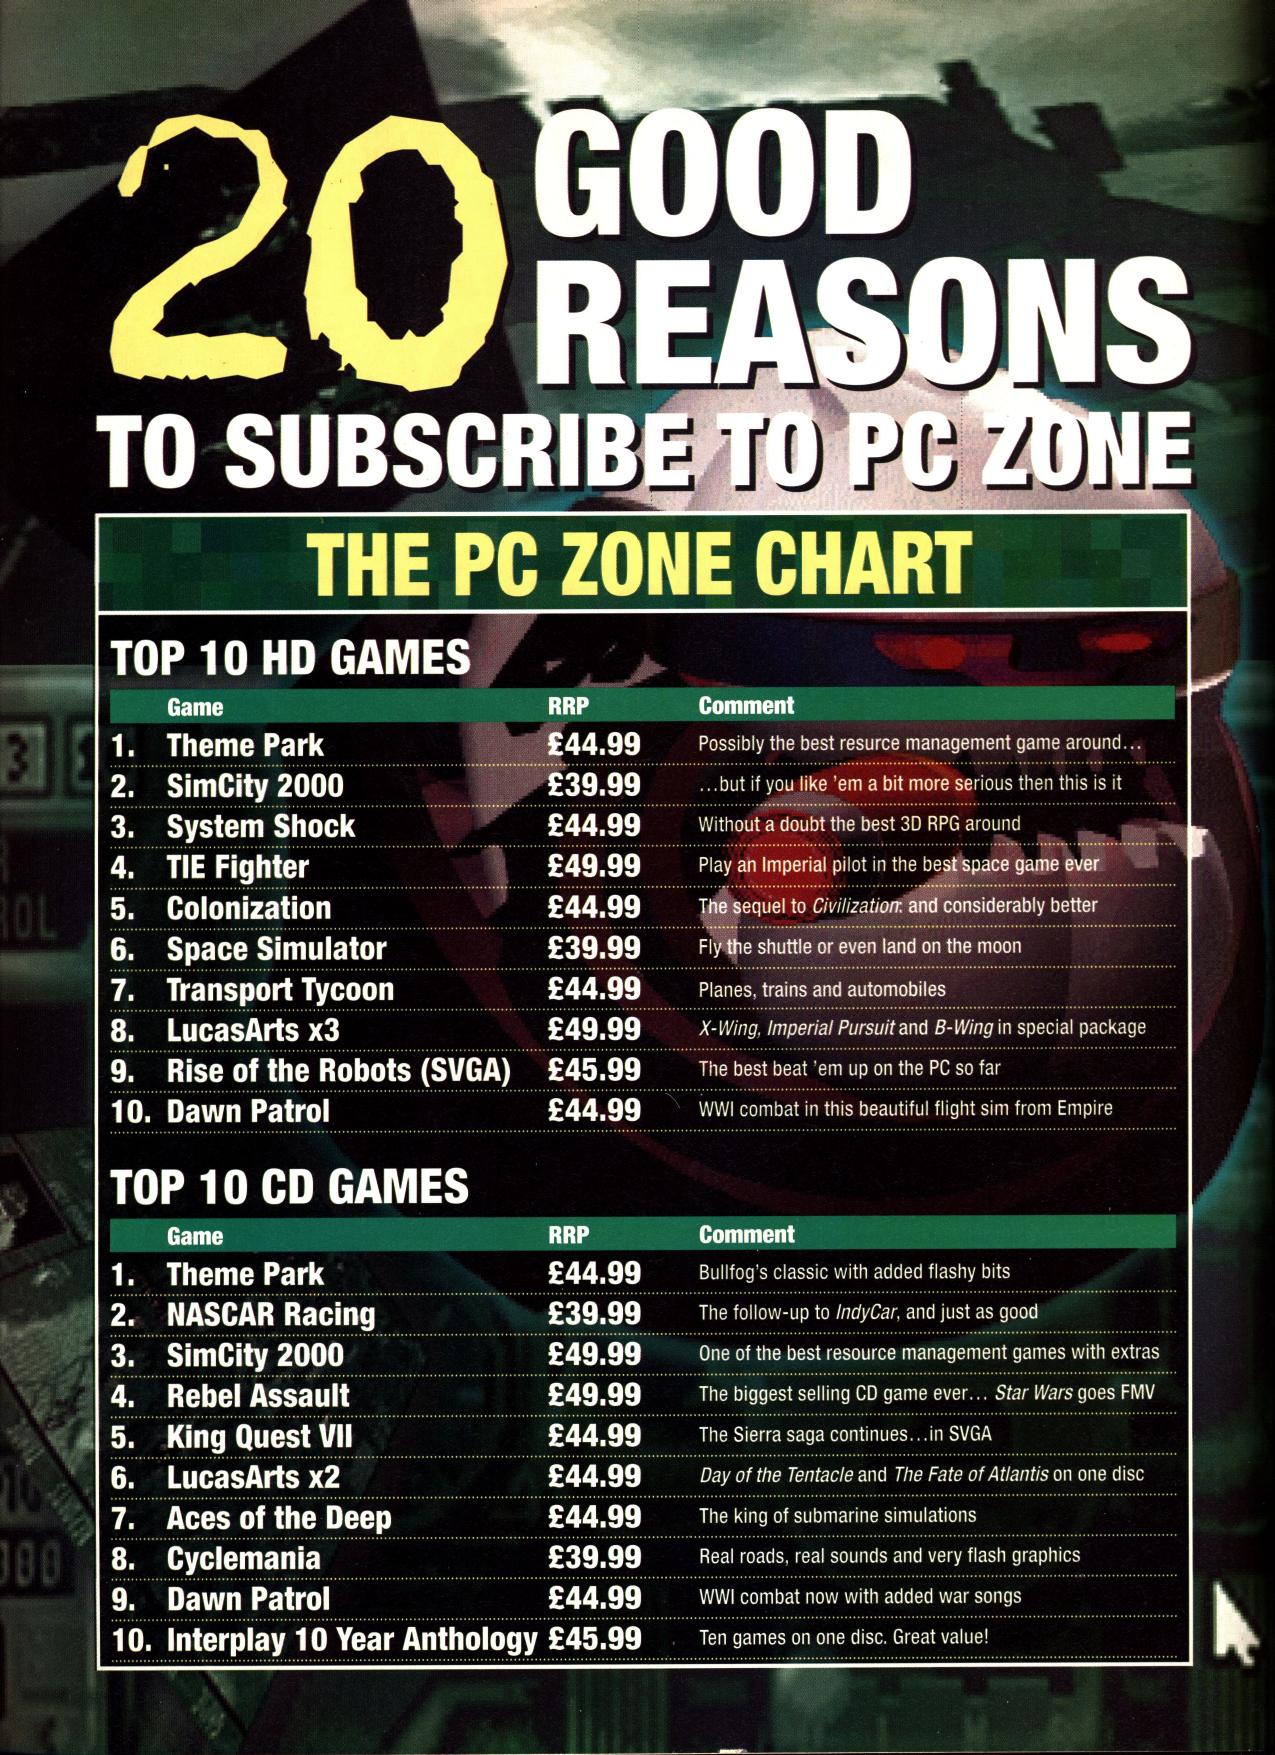 20 GOOD
REASONS
TO SUBSCRIBE TO PC ZONE
THE PC ZONE CHART
TOP 10 HD GAMES
Game RRP Comment
1. Theme Park £44.99 Possibly the best resurce management game around...
2. SimCity 2000 £39.99 ...but if you like 'em a bit more serious then this is it
3. System Shock £44.99 Without a doubt the best 3D RPG around
4. TIE Fighter £49.99 Play an Imperial pilot in the best space game ever
5. Colonization £44.99 The sequel to Civilization: and considerably better
6. Space Simulator £39.99 Fly the shuttle or even land on the moon
7. Transport Tycoon £44.99 Planes, trains and automobiles
8. LucasArts x3 £49.99 X-Wing, Imperial Pursuit and B-Wing in special package
9. Rise of the Robots (SVGA) £45.99 The best beat 'em up on the PC so far
10. Dawn Patrol £44.99 WWI combat in this beautiful flight sim from Empire
TOP 10 CD GAMES
Game RRP Comment
1. Theme Park £44.99 Bullfog's classic with added flashy bits
2. NASCAR Racing £39.99 The follow-up to IndyCar, and just as good
3. SimCity 2000 £49.99 One of the best resource management games with extras
4. Rebel Assault £49.99 The biggest selling CD game ever... Star Wars goes FMV
5. King Quest VII £44.99 The Sierra saga continues...in SVGA
6. LucasArts x2 £44.99 Day of the Tentacle and The Fate of Atlantis on one disc
7. Aces of the Deep £44.99 The king of submarine simulations
8. Cyclemania £39.99 Real roads, real sounds and very flash graphics
9. Dawn Patrol £44.99 WWI combat now with added war songs
10. Interplay 10 Year Anthology £45.99 Ten games on one disc. Great value!